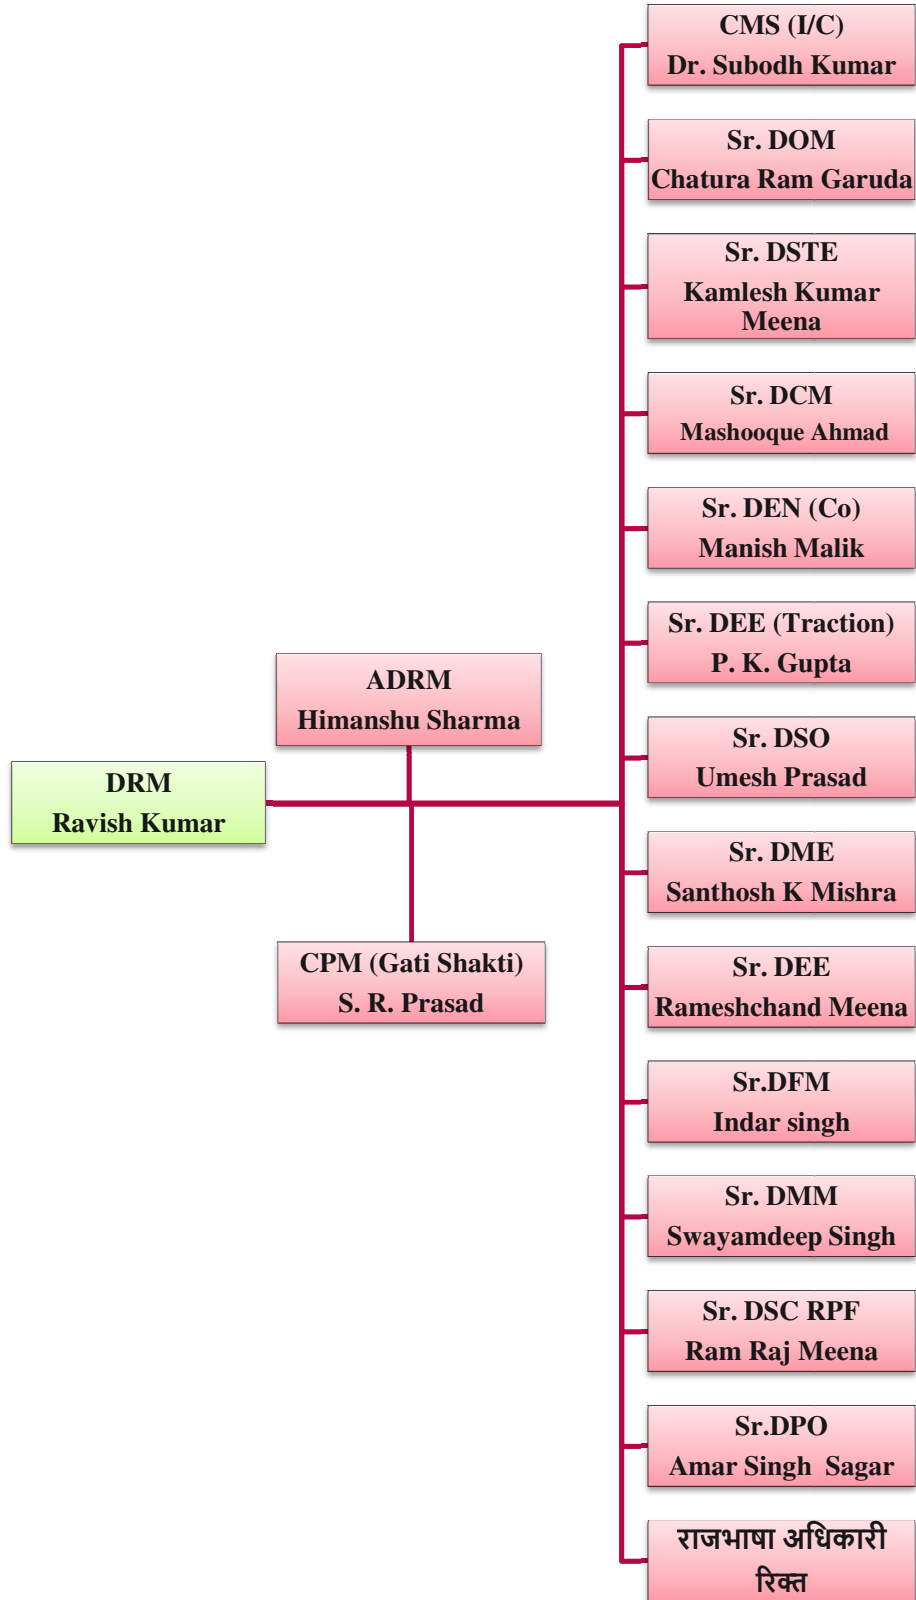 DRM
Ravish Kumar
ADRM
Himanshu Sharma
CPM (Gati Shakti)
S. R. Prasad
CMS (I/C)
Dr. Subodh Kumar
Sr. DOM
Chatura Ram Garuda
Sr. DSTE
Kamlesh Kumar
Meena
Sr. DCM
Mashooque Ahmad
Sr. DEN (Co)
Manish Malik
Sr. DEE (Traction)
P. K. Gupta
Sr. DSO
Umesh Prasad
Sr. DME
Santhosh K Mishra
Sr. DEE
Rameshchand Meena
Sr.DFM
Indar singh
Sr. DMM
Swayamdeep Singh
Sr. DSC RPF
Ram Raj Meena
Sr.DPO
Amar Singh  Sagar
राजभाषा अधिकारी
रिक्त